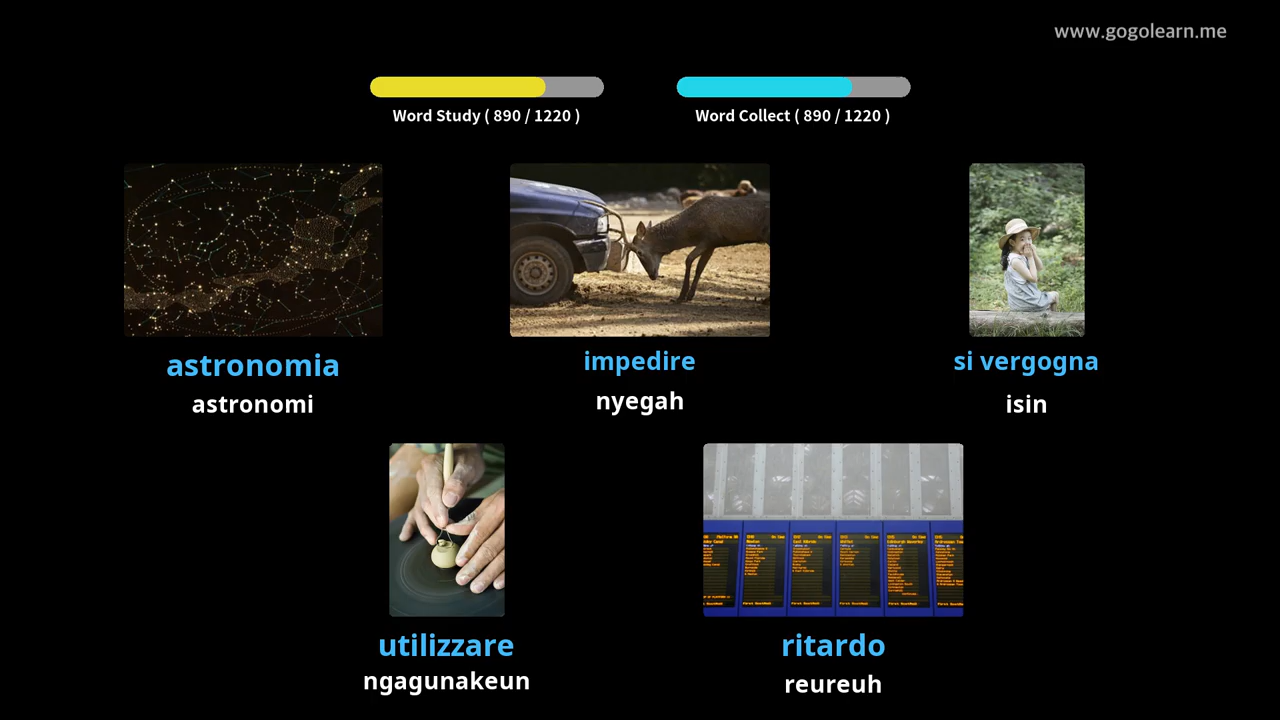 www.gogolearn.me
Word Study ( 890 / 1220 )
Word Collect ( 890 / 1220 )
astronomia
astronomi
impedire
nyegah
si vergogna
isin
utilizzare
ngagunakeun
ritardo
reureuh